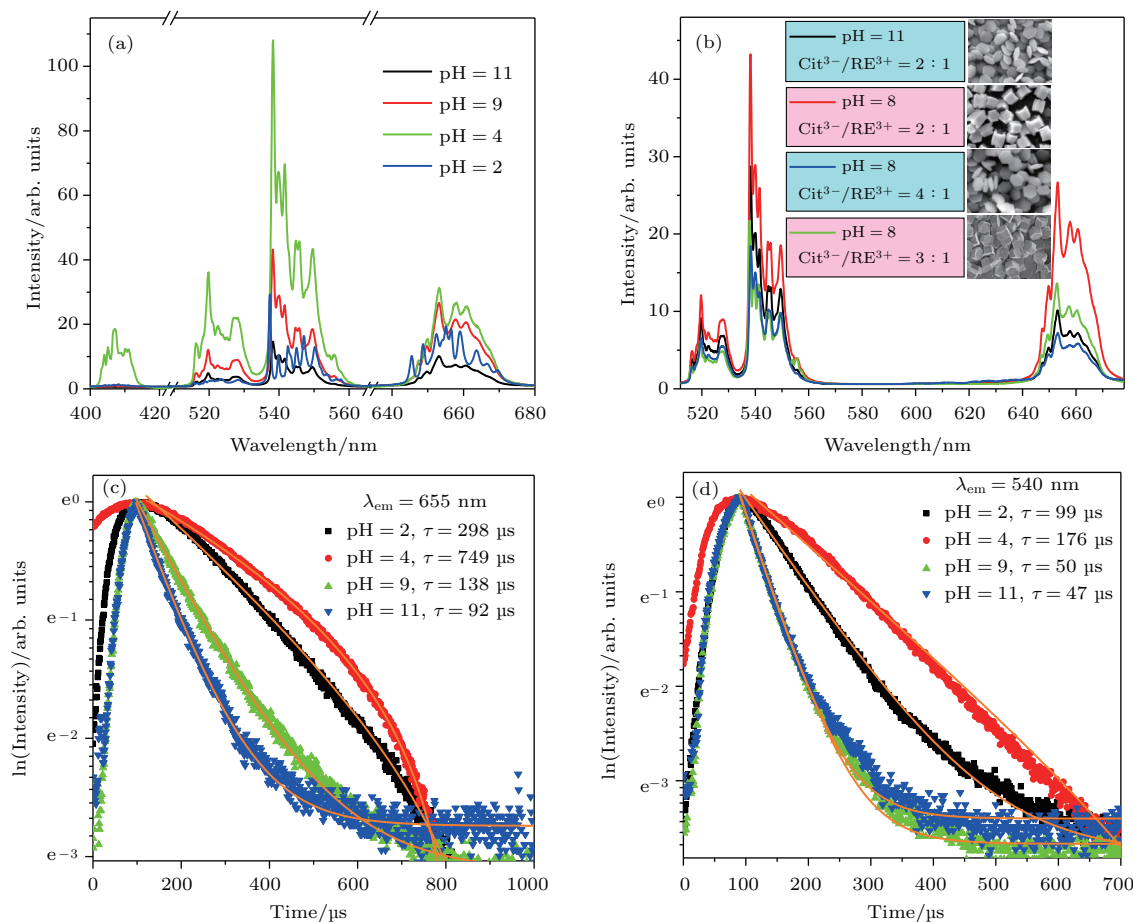 (a)
pH = 11
pH = 9
pH = 4
pH = 2
Intensity/arb. units
0
20
40
60
80
100
400 420 520 540 560 640 660 680
Wavelength/nm
(b)
pH = 11
Cit³⁻/RE³⁺ = 2 : 1
pH = 8
Cit³⁻/RE³⁺ = 2 : 1
pH = 8
Cit³⁻/RE³⁺ = 4 : 1
pH = 8
Cit³⁻/RE³⁺ = 3 : 1
Intensity/arb. units
0
10
20
30
40
520 540 560 580 600 620 640 660
Wavelength/nm
(c)
λem = 655 nm
pH = 2, τ = 298 µs
pH = 4, τ = 749 µs
pH = 9, τ = 138 µs
pH = 11, τ = 92 µs
ln(Intensity)/arb. units
e⁰
e⁻¹
e⁻²
e⁻³
0 200 400 600 800 1000
Time/µs
(d)
λem = 540 nm
pH = 2, τ = 99 µs
pH = 4, τ = 176 µs
pH = 9, τ = 50 µs
pH = 11, τ = 47 µs
ln(Intensity)/arb. units
e⁰
e⁻¹
e⁻²
e⁻³
0 100 200 300 400 500 600 700
Time/µs